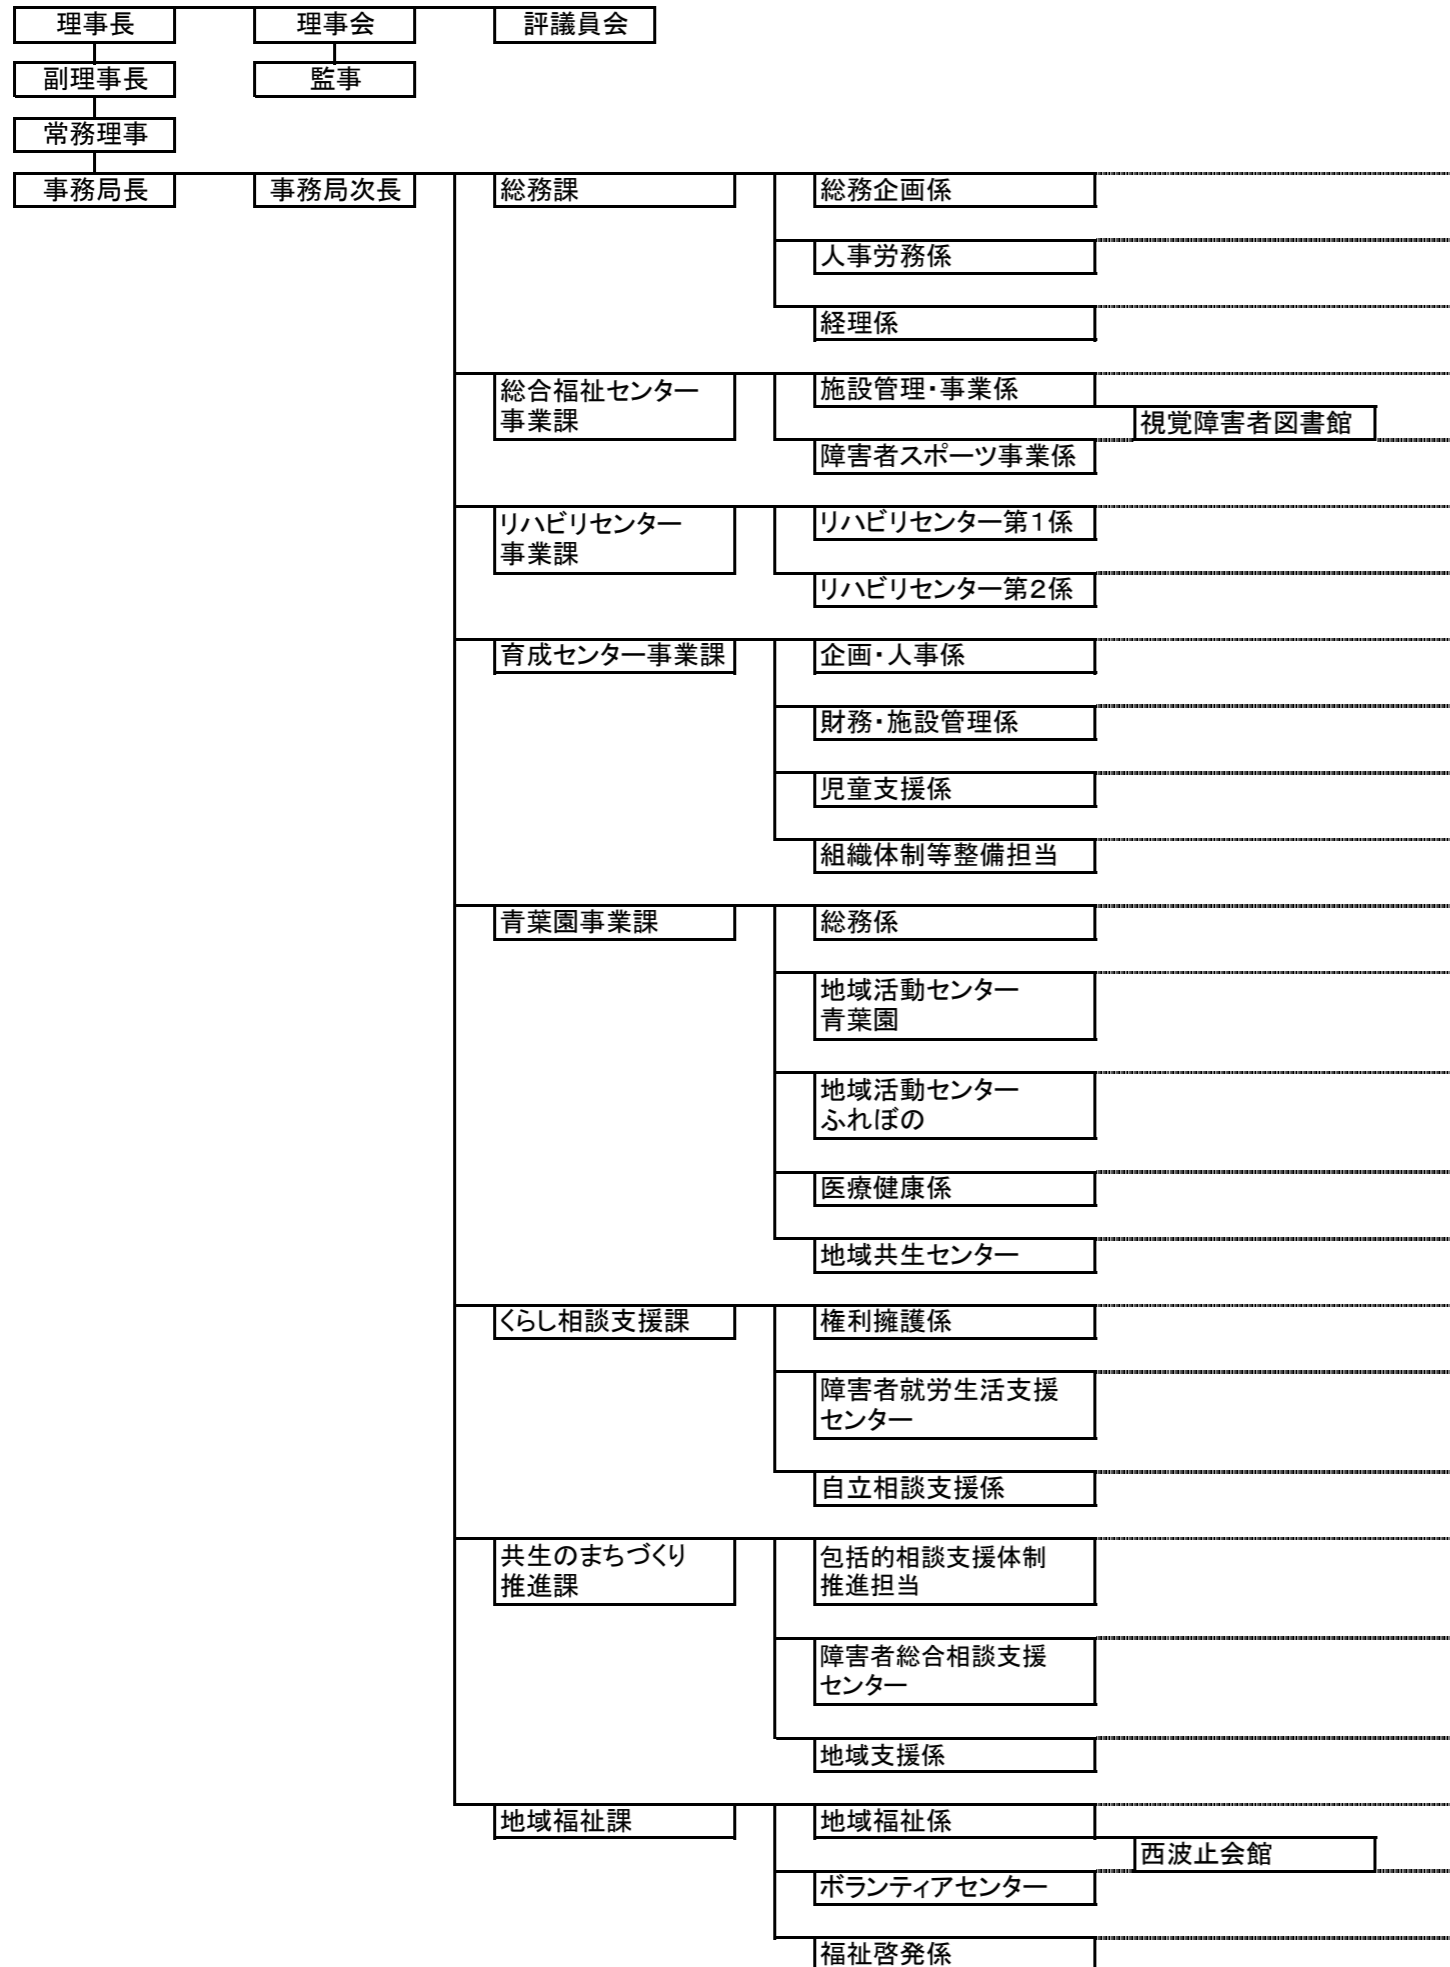 理事長
理事会
評議員会
副理事長
監事
常務理事
事務局長
事務局次長
総務課
総務企画係
人事労務係
経理係
総合福祉センター
事業課
施設管理・事業係
視覚障害者図書館
障害者スポーツ事業係
リハビリセンター
事業課
リハビリセンター第1係
リハビリセンター第2係
育成センター事業課
企画・人事係
財務・施設管理係
児童支援係
組織体制等整備担当
青葉園事業課
総務係
地域活動センター
青葉園
地域活動センター
ふれぼの
医療健康係
地域共生センター
くらし相談支援課
権利擁護係
障害者就労生活支援
センター
自立相談支援係
共生のまちづくり
推進課
包括的相談支援体制
推進担当
障害者総合相談支援
センター
地域支援係
地域福祉課
地域福祉係
西波止会館
ボランティアセンター
福祉啓発係